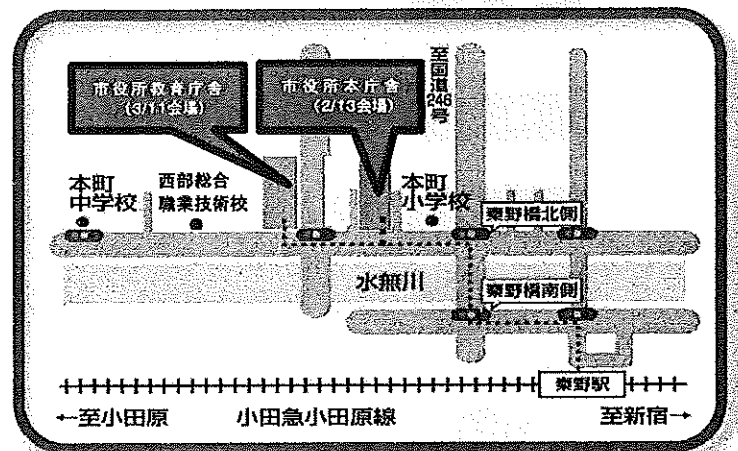 市役所教育庁舎
(3/11会場)
市役所本庁舎
(2/13会場)
至国道246号
本町
中学校
西部総合
職業技術校
本町
小学校
秦野橋北側
水無川
秦野橋南側
秦野駅
←至小田原
小田急小田原線
至新宿→